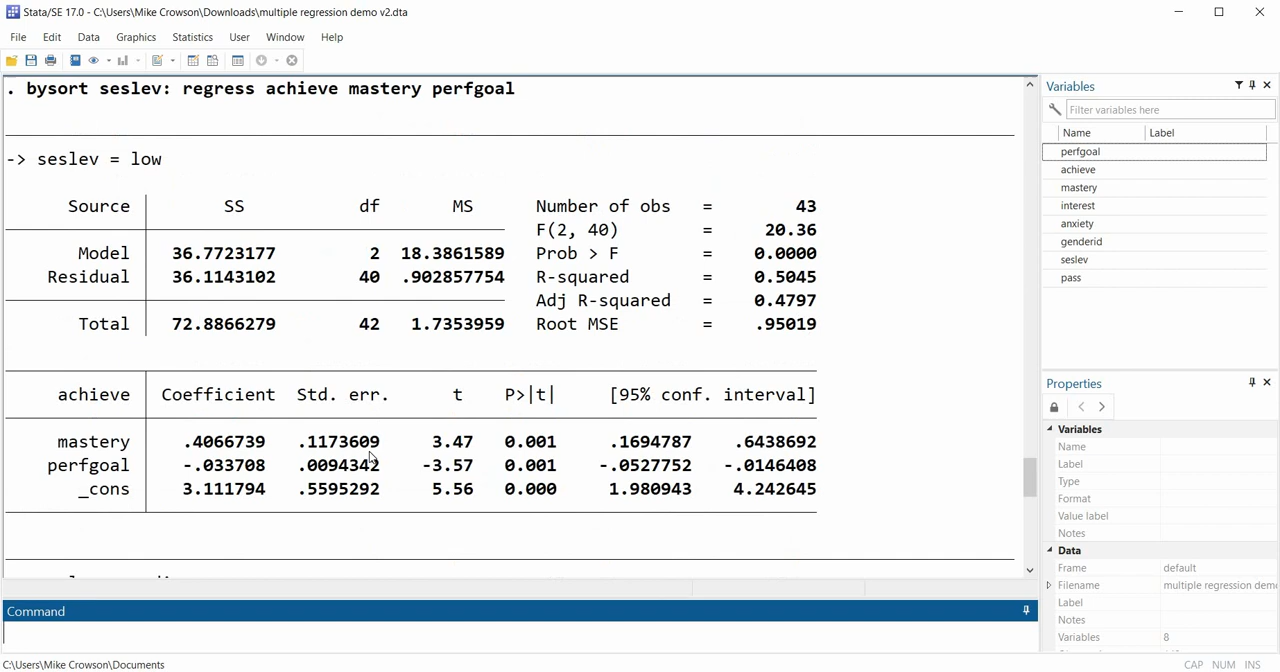 Stata/SE 17.0 - C:\Users\Mike Crowson\Downloads\multiple regression demo v2.dta
File Edit Data Graphics Statistics User Window Help
. bysort seslev: regress achieve mastery perfgoal
-> seslev = low
Source SS df MS Number of obs = 43
F(2, 40) = 20.36
Model 36.7723177 2 18.3861589 Prob > F = 0.0000
Residual 36.1143102 40 .902857754 R-squared = 0.5045
Adj R-squared = 0.4797
Total 72.8866279 42 1.7353959 Root MSE = .95019
achieve Coefficient Std. err. t P>|t| [95% conf. interval]
mastery .4066739 .1173609 3.47 0.001 .1694787 .6438692
perfgoal -.033708 .0094342 -3.57 0.001 -.0527752 -.0146408
_cons 3.111794 .5595292 5.56 0.000 1.980943 4.242645
Command
C:\Users\Mike Crowson\Documents
Variables
Filter variables here
Name Label
perfgoal
achieve
mastery
interest
anxiety
genderid
seslev
pass
Properties
Variables
Name
Label
Type
Format
Value label
Notes
Data
Frame default
Filename multiple regression demo
Label
Notes
Variables 8
CAP NUM INS